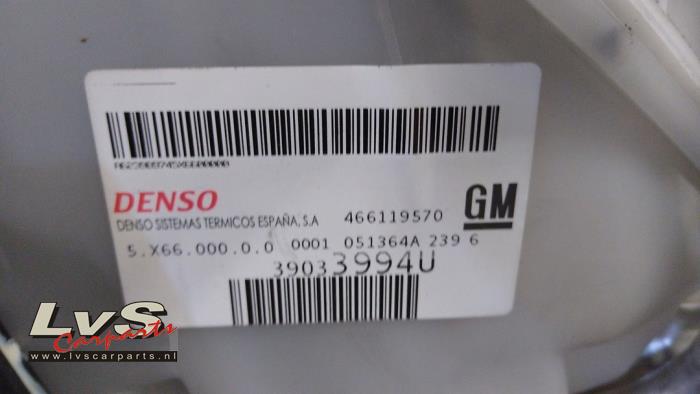 DENSO
DENSO SISTEMAS TERMICOS ESPAÑA, S.A 466119570 GM
5.X66.000.0.0 0001 051364A 239 6
39033994U
LvS
Carparts
www.lvscarparts.nl